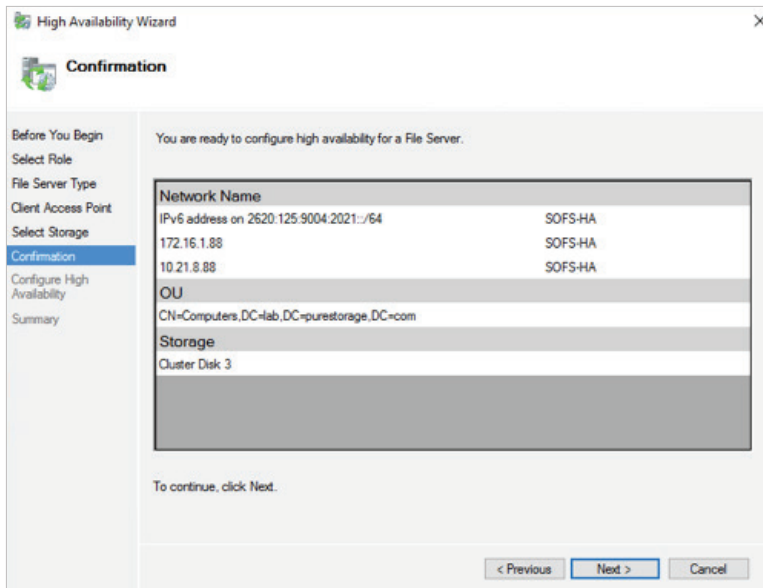 High Availability Wizard
Confirmation
Before You Begin
Select Role
File Server Type
Client Access Point
Select Storage
Confirmation
Configure High
Availability
Summary
You are ready to configure high availability for a File Server.
Network Name
IPv6 address on 2620:125:9004:2021::/64 SOFS-HA
172.16.1.88 SOFS-HA
10.21.8.88 SOFS-HA
OU
CN=Computers,DC=lab,DC=purestorage,DC=com
Storage
Cluster Disk 3
To continue, click Next.
< Previous Next > Cancel